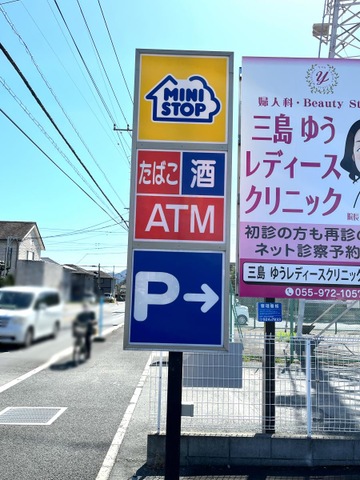 MINI
STOP
たばこ
酒
ATM
P→
婦人科・Beauty
三島 ゆう
レディース
クリニック
初診の方も再診の
ネット診察予約
三島 ゆうレディースクリニック
055-972-105